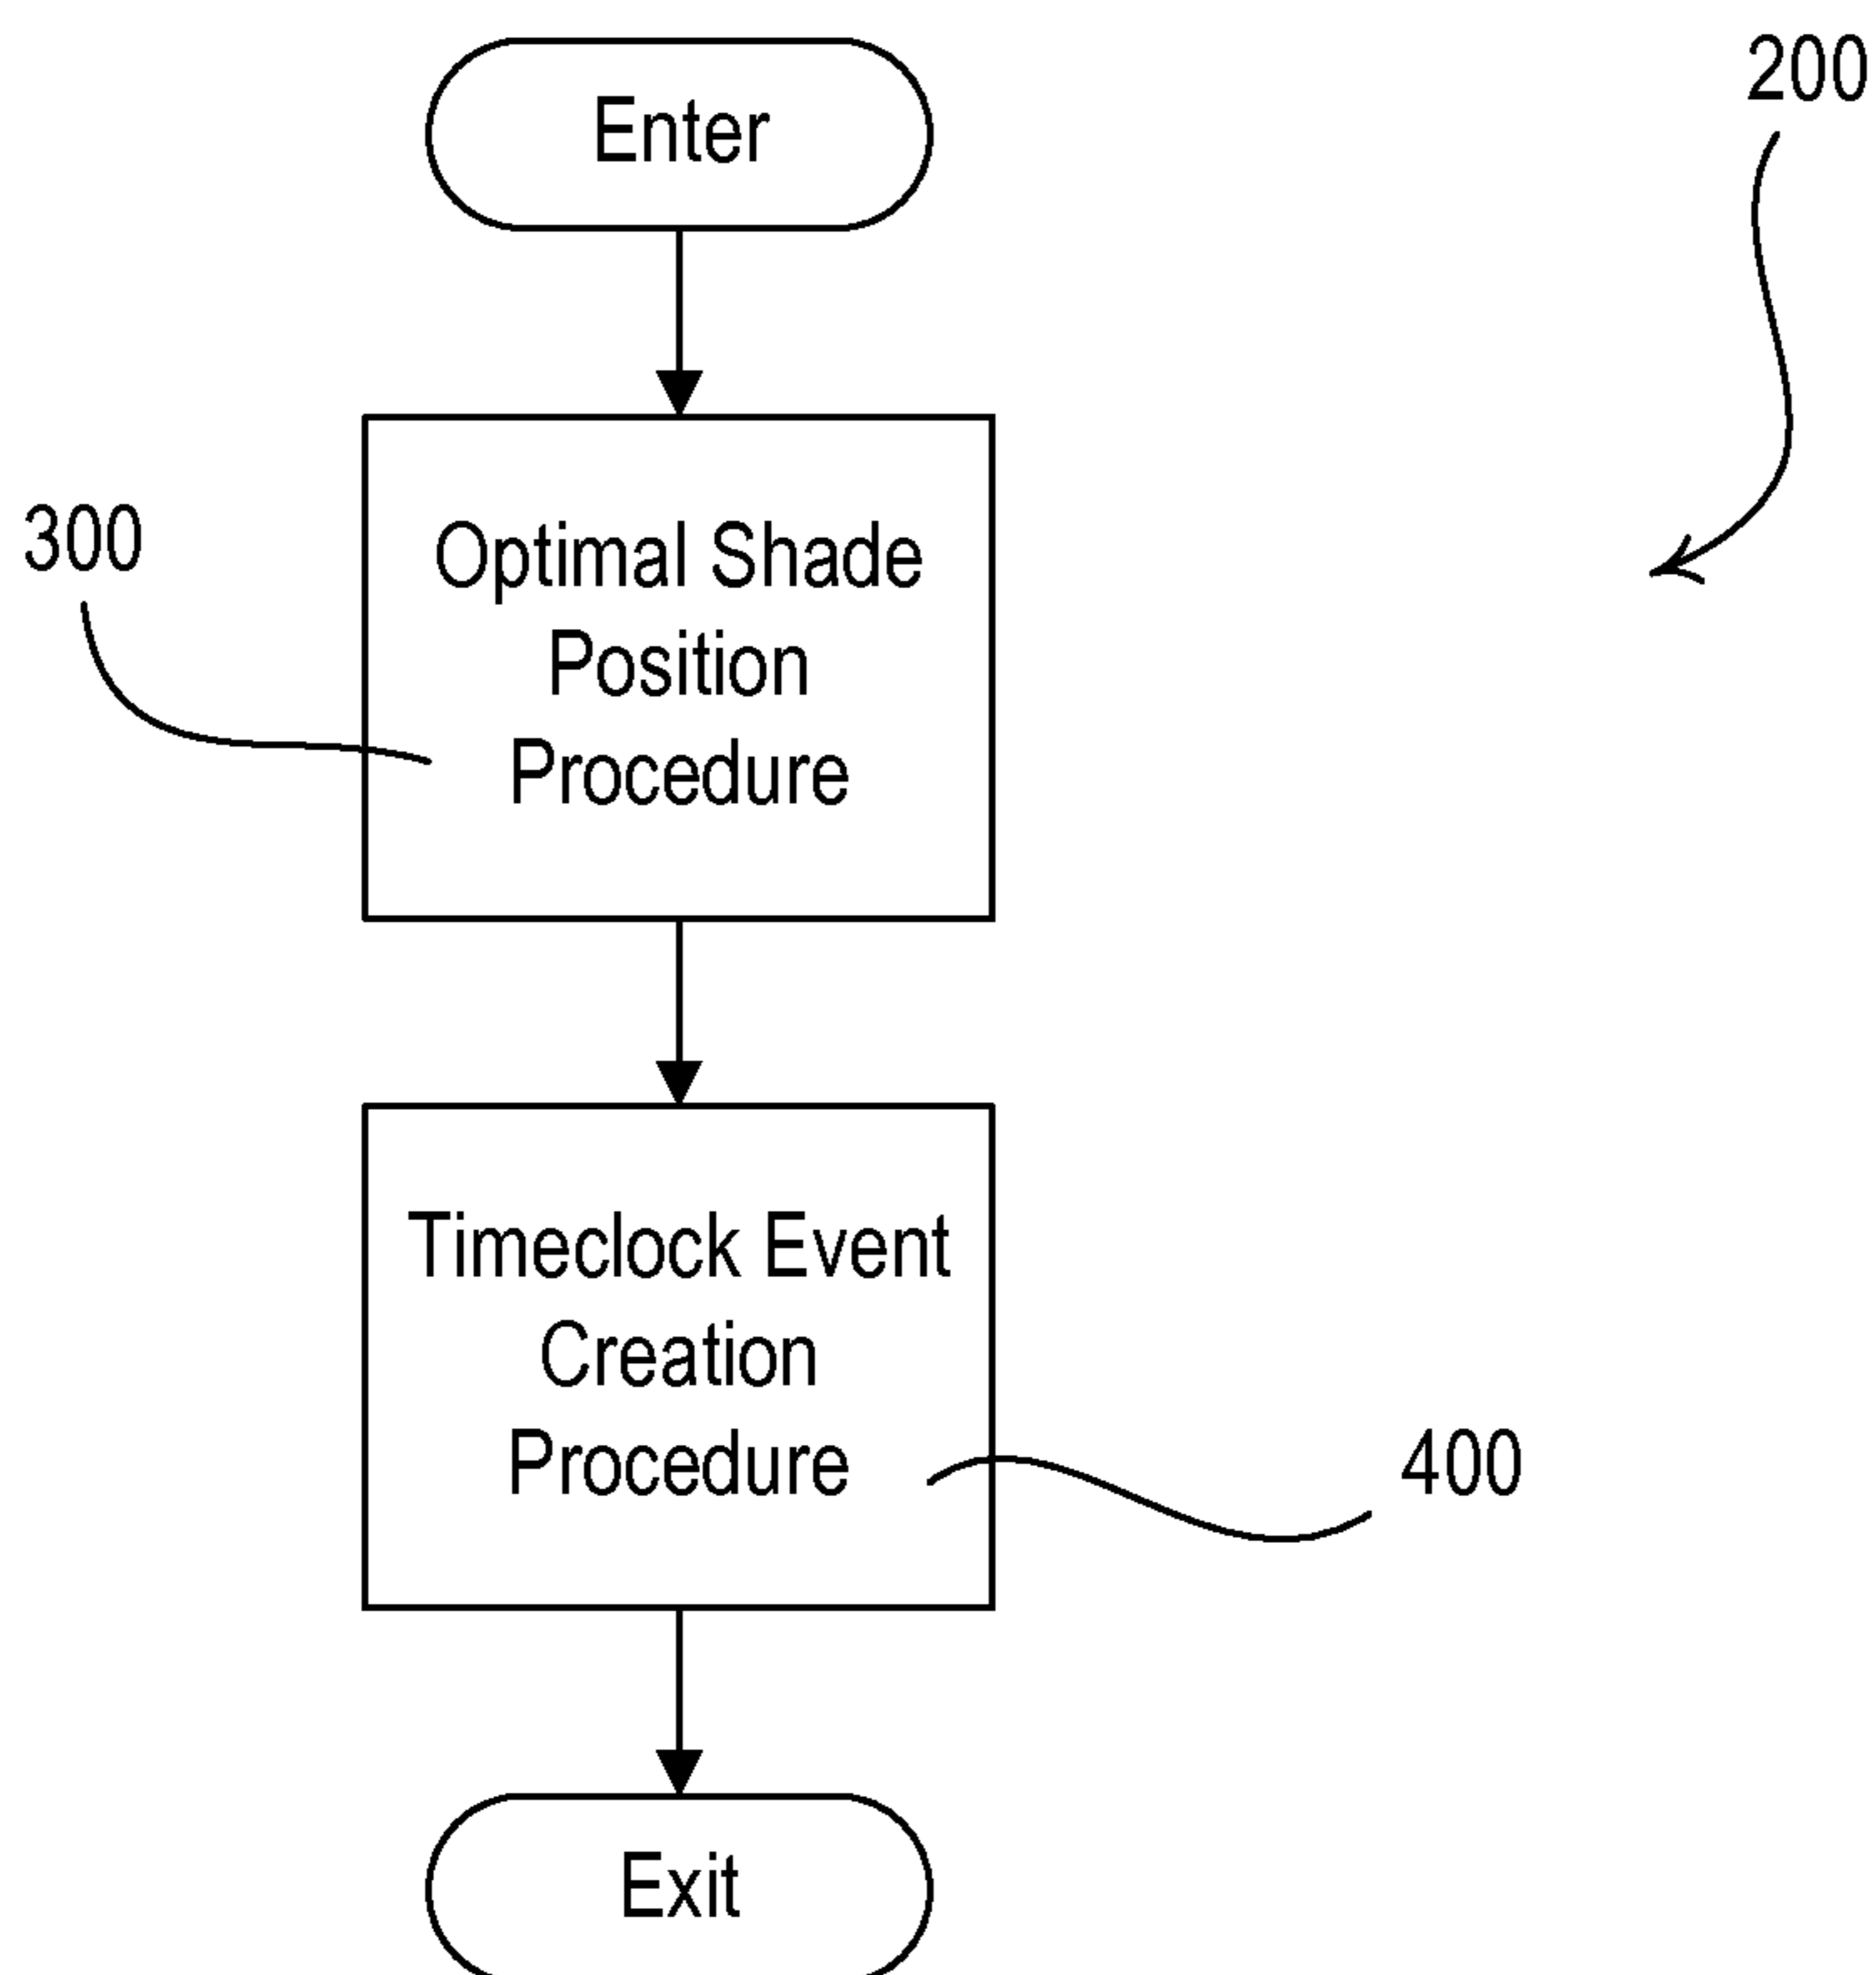 Enter
200
300
Optimal Shade
Position
Procedure
Timeclock Event
Creation
Procedure
400
Exit